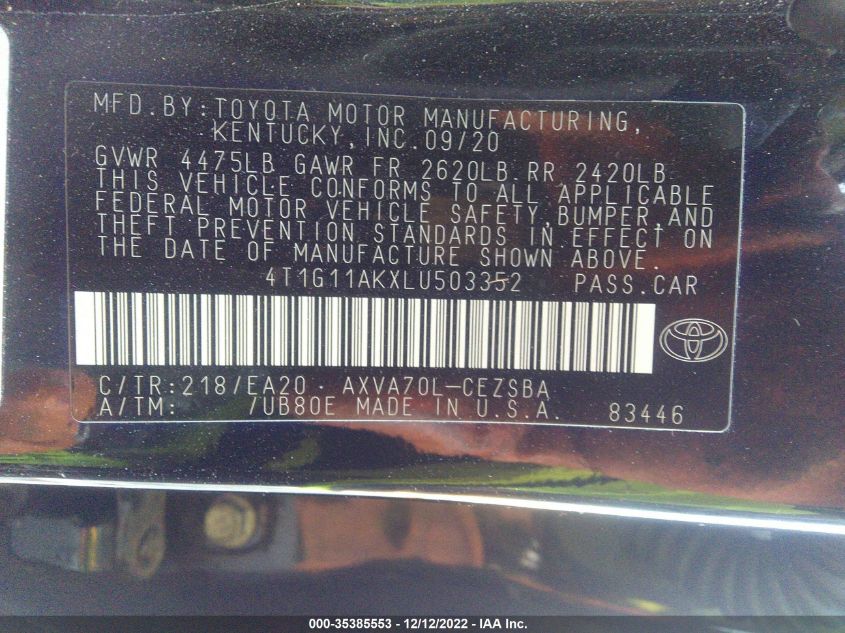 MFD. BY: TOYOTA MOTOR MANUFACTURING,
KENTUCKY, INC. 09/20
GVWR 4475LB GAWR FR 2620LB RR 2420LB
THIS VEHICLE CONFORMS TO ALL APPLICABLE
FEDERAL MOTOR VEHICLE SAFETY, BUMPER, AND
THEFT PREVENTION STANDARDS IN EFFECT ON
THE DATE OF MANUFACTURE SHOWN ABOVE.
4T1G11AKXLU503352 PASS.CAR
C/TR: 218/EA20 AXVA70L-CEZSBA
A/TM: /UB80E MADE IN U.S.A. 83446
000-35385553 - 12/12/2022 - IAA Inc.